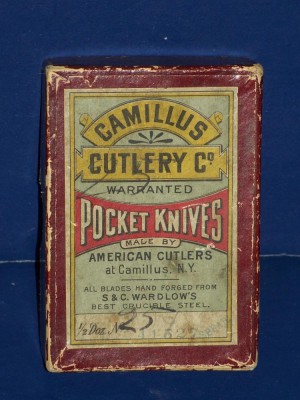 CAMILLUS
CUTLERY Cº
WARRANTED
POCKET KNIVES
MADE BY
AMERICAN CUTLERS
at Camillus, N.Y.
ALL BLADES HAND FORGED FROM
S & C. WARDLOW'S
BEST CRUCIBLE STEEL.
1/2 Doz. N 25